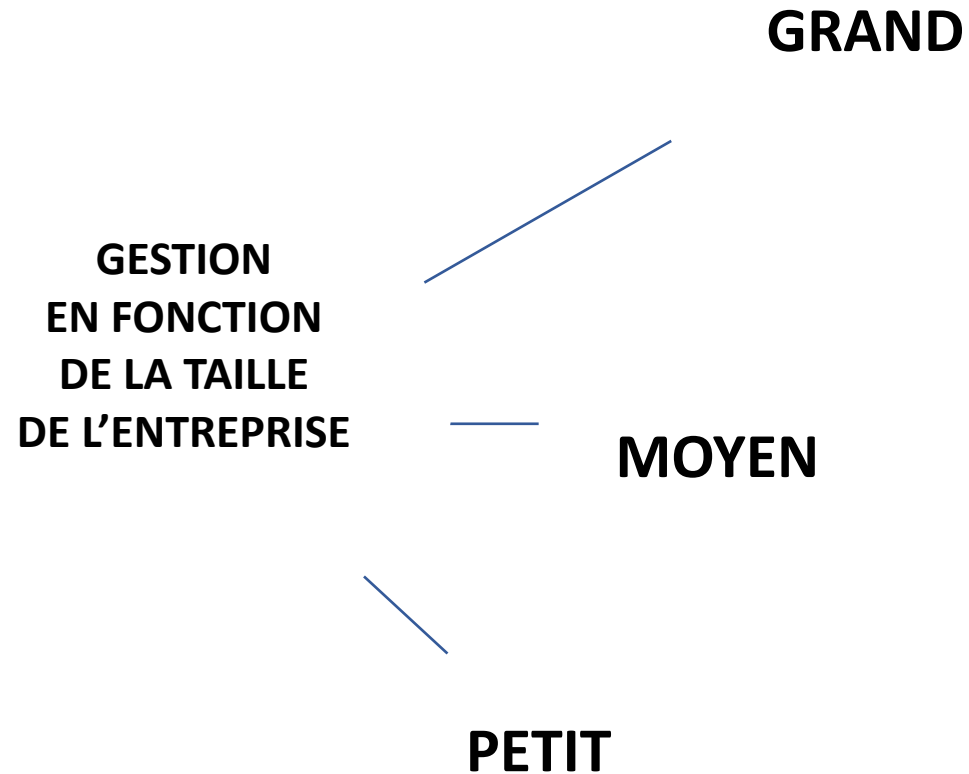 GRAND
GESTION
EN FONCTION
DE LA TAILLE
DE L’ENTREPRISE
MOYEN
PETIT